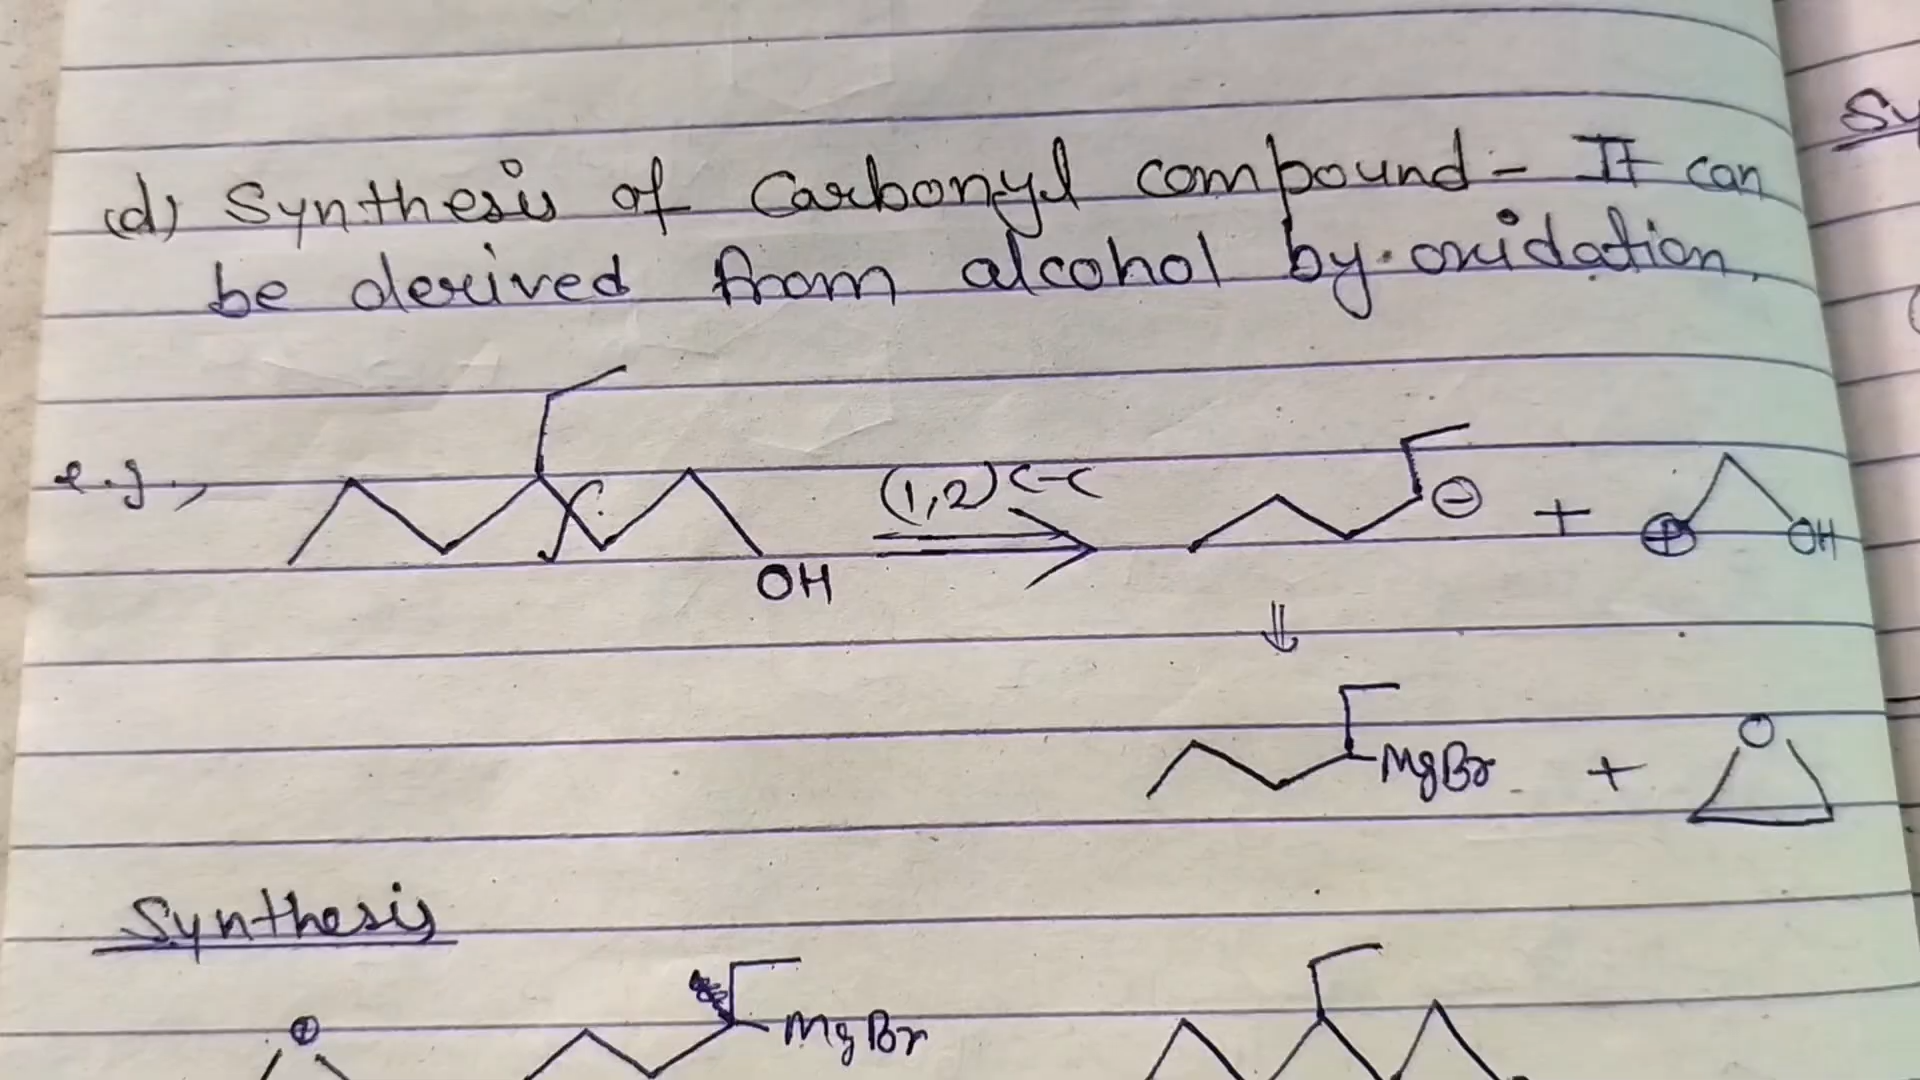 (d) Synthesis of Carbonyl compound - It can
be derived from alcohol by oxidation.
e.g.,
(1,2) C-C
⊖ + ⊕ OH
OH
⇓
MgBr + O
Synthesis
⊕ MgBr